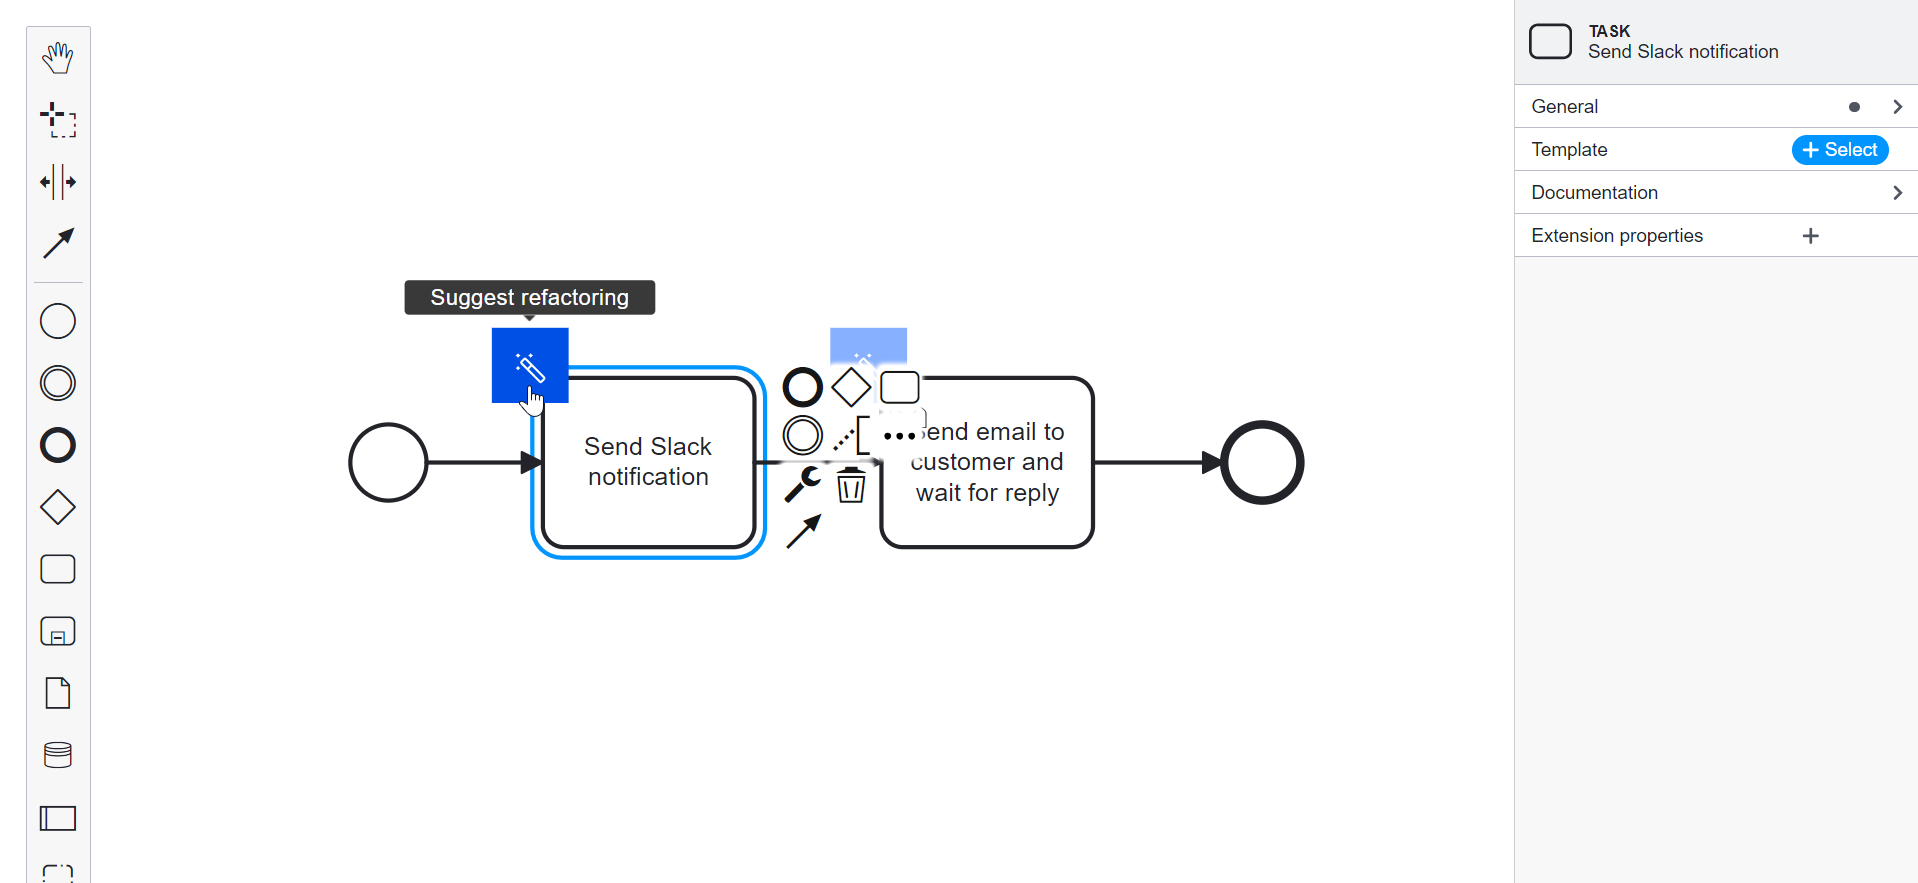 TASK
Send Slack notification
General
Template
Select
Documentation
Extension properties
Suggest refactoring
Send Slack
notification
end email to
customer and
wait for reply